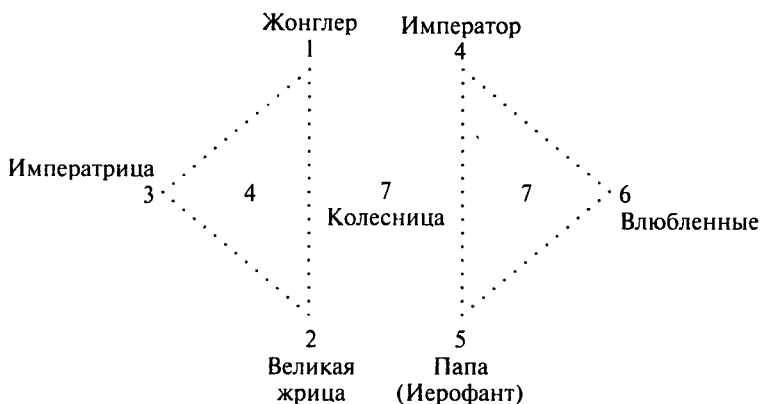 Жонглер Император
1 4
Императрица
3 4 7 7 6
Колесница Влюбленные
2 5
Великая Папа
жрица (Иерофант)